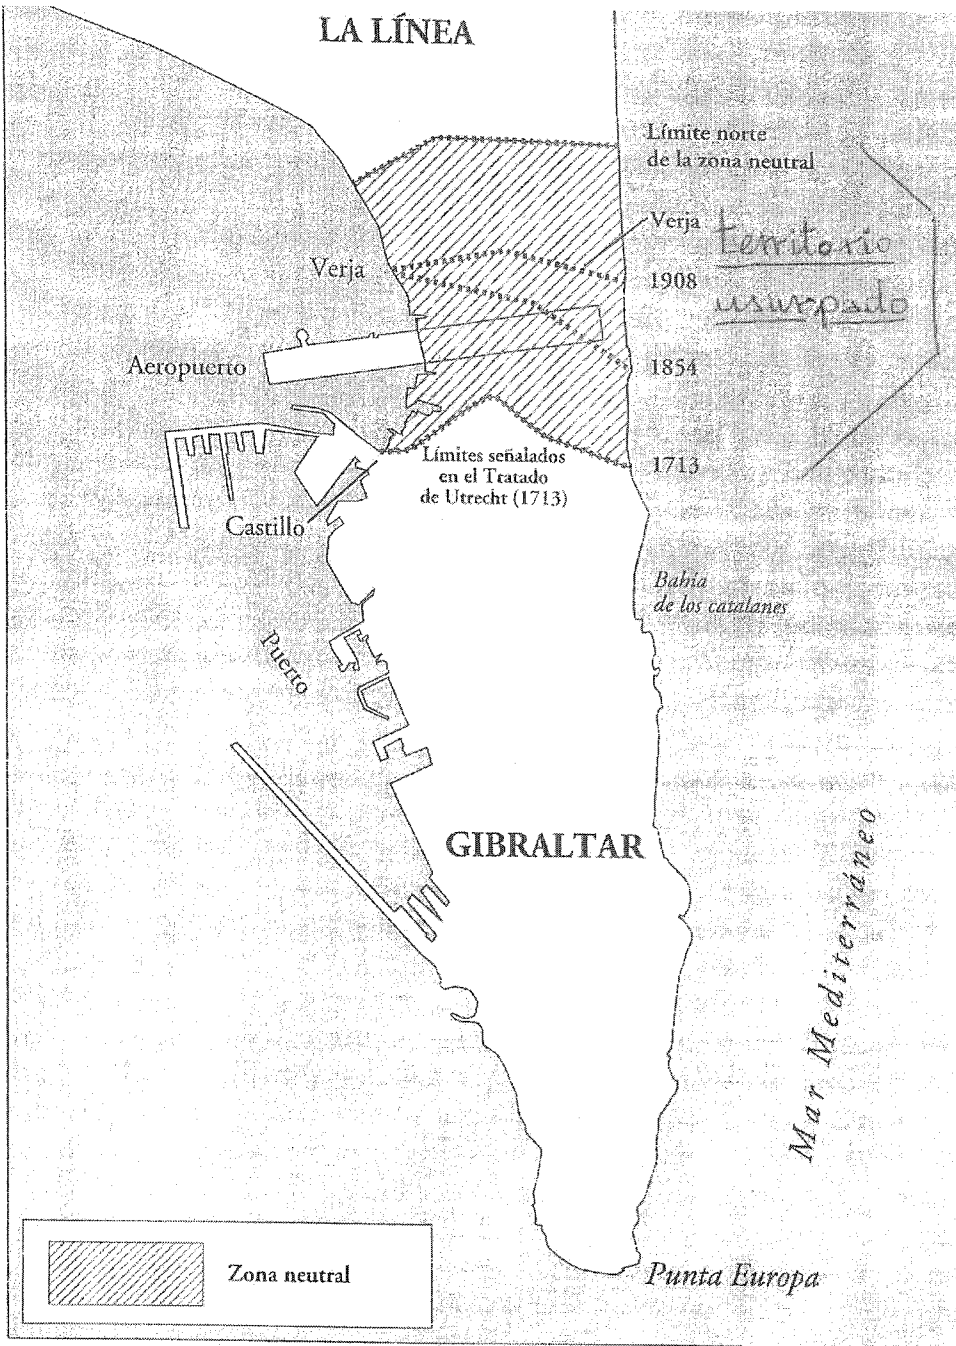 LA LÍNEA
Límite norte
de la zona neutral
Verja
territorio
usurpado
Verja
1908
Aeropuerto
1854
Límites señalados
en el Tratado
de Utrecht (1713)
1713
Castillo
Bahía
de los catalanes
Puerto
GIBRALTAR
Mar Mediterráneo
Zona neutral
Punta Europa